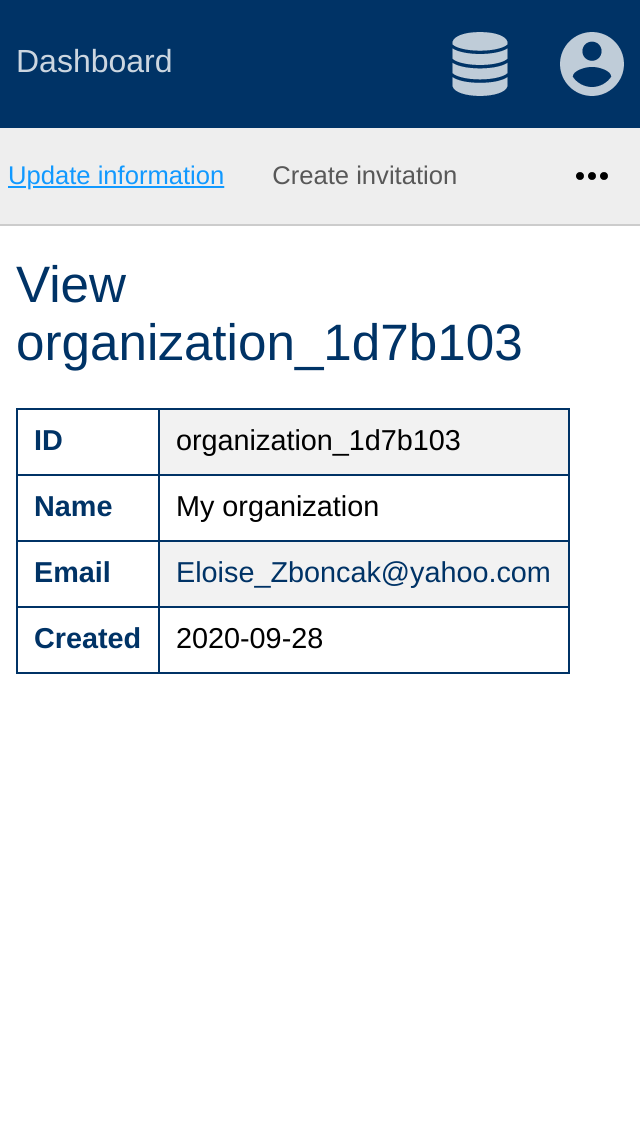 Dashboard
Update information Create invitation •••
View
organization_1d7b103
ID organization_1d7b103
Name My organization
Email Eloise_Zboncak@yahoo.com
Created 2020-09-28